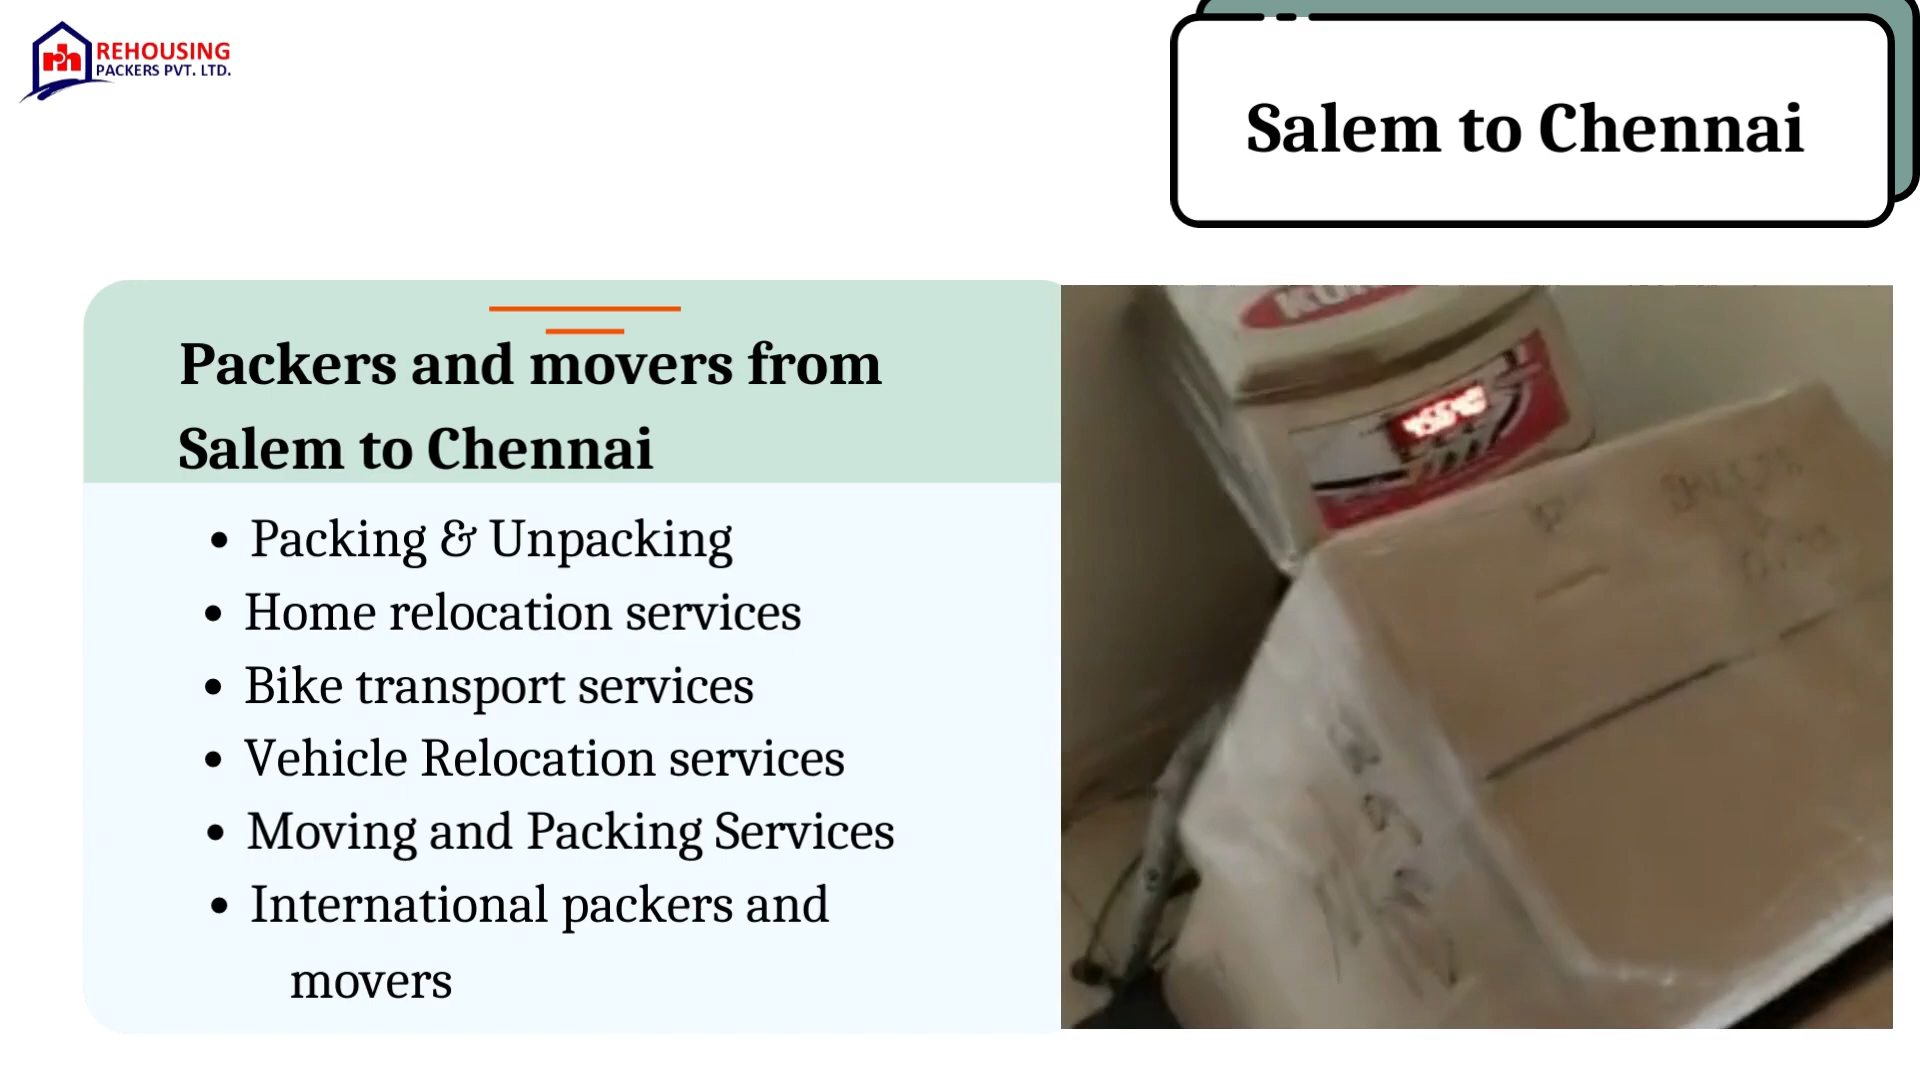 REHOUSING
PACKERS PVT. LTD.
Salem to Chennai
Packers and movers from
Salem to Chennai
• Packing & Unpacking
• Home relocation services
• Bike transport services
• Vehicle Relocation services
• Moving and Packing Services
• International packers and
movers